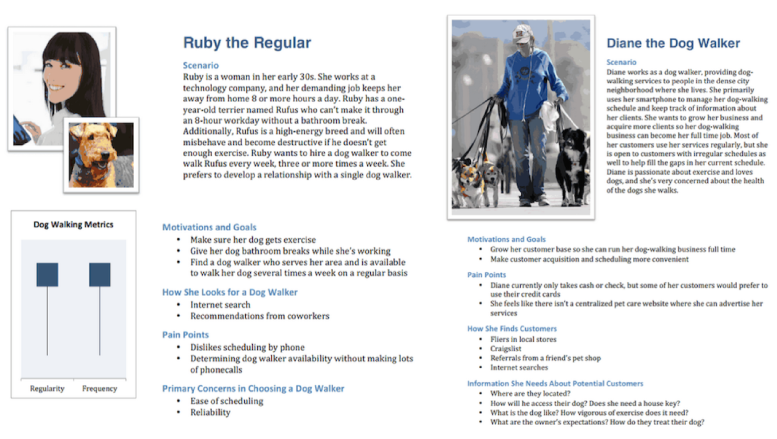 Ruby the Regular
Scenario
Ruby is a woman in her early 30s. She works at a
technology company, and her demanding job keeps her
away from home 8 or more hours a day. Ruby has a one-
year-old terrier named Rufus who can't make it through
an 8-hour workday without a bathroom break.
Additionally, Rufus is a high-energy breed and will often
misbehave and become destructive if he doesn't get
enough exercise. Ruby wants to hire a dog walker to come
walk Rufus every week, three or more times a week. She
prefers to develop a relationship with a single dog walker.
Dog Walking Metrics
Regularity Frequency
Motivations and Goals
• Make sure her dog gets exercise
• Give her dog bathroom breaks while she's working
• Find a dog walker who serves her area and is available
to walk her dog several times a week on a regular basis
How She Looks for a Dog Walker
• Internet search
• Recommendations from coworkers
Pain Points
• Dislikes scheduling by phone
• Determining dog walker availability without making lots
of phonecalls
Primary Concerns in Choosing a Dog Walker
• Ease of scheduling
• Reliability
Diane the Dog Walker
Scenario
Diane works as a dog walker, providing dog-
walking services to people in the dense city
neighborhood where she lives. She primarily
uses her smartphone to manage her dog-walking
schedule and keep track of information about
her clients. She wants to grow her business and
acquire more clients so her dog-walking
business can become her full time job. Most of
her customers use her services regularly, but she
is open to customers with irregular schedules as
well to help fill the gaps in her current schedule.
Diane is passionate about exercise and loves
dogs, and she's very concerned about the health
of the dogs she walks.
Motivations and Goals
• Grow her customer base so she can run her dog-walking business full time
• Make customer acquisition and scheduling more convenient
Pain Points
• Diane currently only takes cash or check, but some of her customers would prefer to
use their credit cards
• She feels like there isn't a centralized pet care website where she can advertise her
services
How She Finds Customers
• Fliers in local stores
• Craigslist
• Referrals from a friend's pet shop
• Internet searches
Information She Needs About Potential Customers
• Where are they located?
• How will he access their dog? Does she need a house key?
• What is the dog like? How vigorous of exercise does it need?
• What are the owner's expectations? How do they treat their dog?